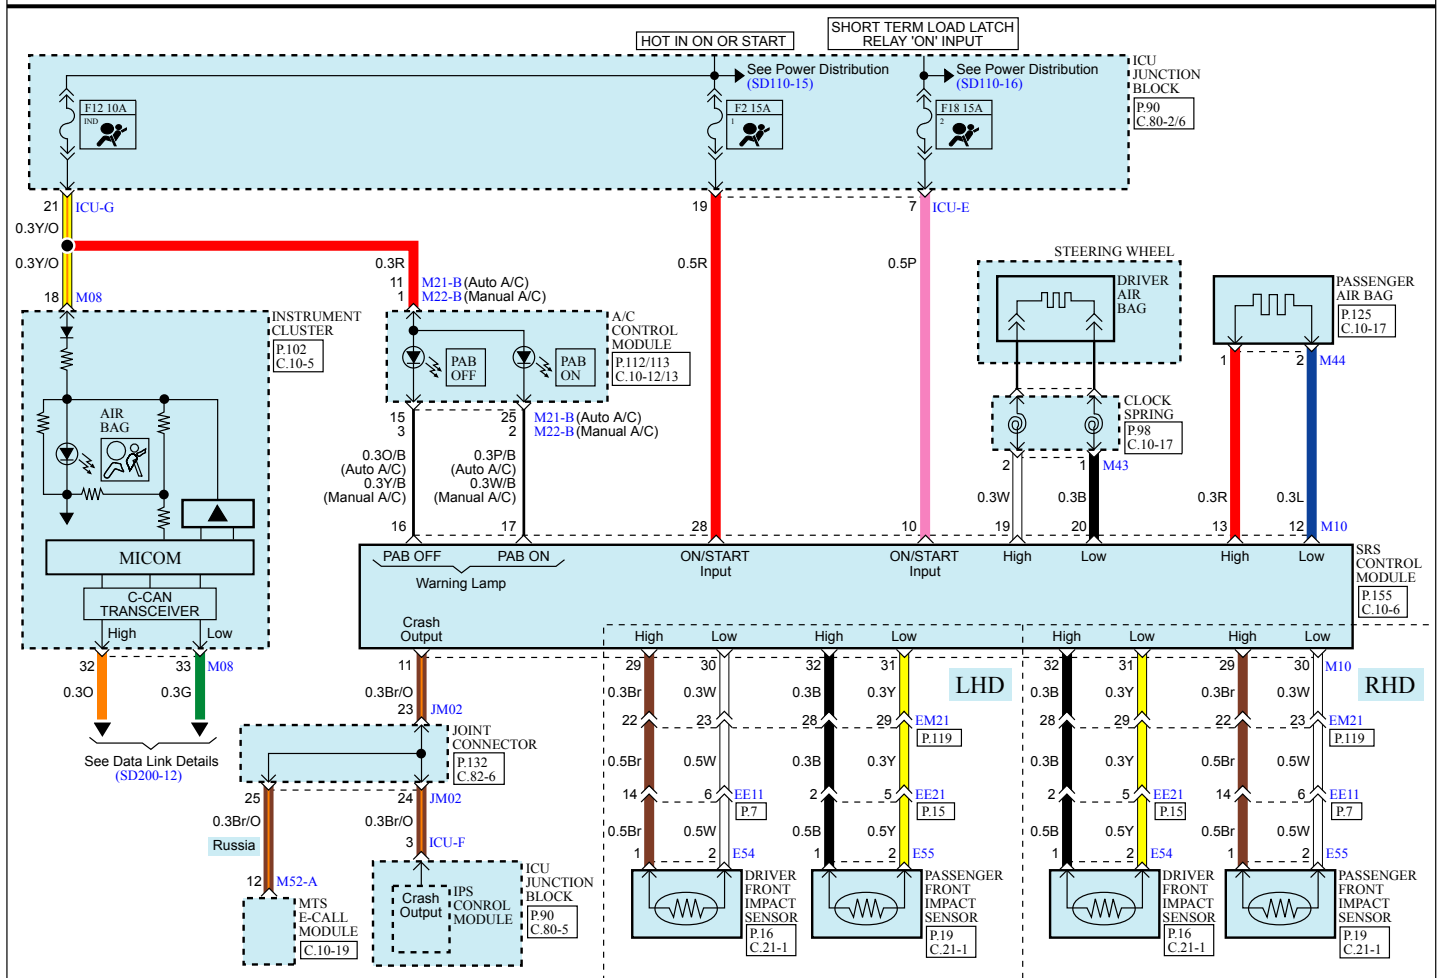 HOT IN ON OR START
SHORT TERM LOAD LATCH
RELAY 'ON' INPUT
See Power Distribution
(SD110-15)
See Power Distribution
(SD110-16)
ICU
JUNCTION
BLOCK
P.90
C.80-2/6
F12 10A
IND
F2 15A
1
F18 15A
2
21 ICU-G
19
7 ICU-E
0.3Y/O
0.3Y/O
0.3R
0.5R
0.5P
11 M21-B (Auto A/C)
1 M22-B (Manual A/C)
18 M08
STEERING WHEEL
DRIVER
AIR
BAG
PASSENGER
AIR BAG
P.125
C.10-17
INSTRUMENT
CLUSTER
P.102
C.10-5
A/C
CONTROL
MODULE
P.112/113
C.10-12/13
PAB
OFF
PAB
ON
1 2 M44
AIR
BAG
15 25 M21-B (Auto A/C)
3 2 M22-B (Manual A/C)
CLOCK
SPRING
P.98
C.10-17
0.3O/B
(Auto A/C)
0.3Y/B
(Manual A/C)
0.3P/B
(Auto A/C)
0.3W/B
(Manual A/C)
2 1 M43
0.3W 0.3B 0.3R 0.3L
16 17 28 10 19 20 13 12 M10
MICOM
C-CAN
TRANSCEIVER
High Low
PAB OFF PAB ON
Warning Lamp
ON/START
Input
ON/START
Input
High Low High Low
SRS
CONTROL
MODULE
P.155
C.10-6
Crash
Output
High Low High Low High Low High Low
32 33 M08
11 29 30 32 31 32 31 29 30 M10
LHD
RHD
0.3O 0.3G 0.3Br/O 0.3Br 0.3W 0.3B 0.3Y 0.3B 0.3Y 0.3Br 0.3W
23 JM02
22 23 28 29 EM21
P.119
28 29 22 23 EM21
P.119
See Data Link Details
(SD200-12)
JOINT
CONNECTOR
P.132
C.82-6
0.5Br 0.5W 0.3B 0.3Y 0.3B 0.3Y 0.5Br 0.5W
25 24 JM02
14 6 EE11
P.7
2 5 EE21
P.15
2 5 EE21
P.15
14 6 EE11
P.7
0.3Br/O 0.3Br/O
0.5Br 0.5W 0.5B 0.5Y 0.5B 0.5Y 0.5Br 0.5W
Russia
3 ICU-F
1 2 E54
1 2 E55
1 2 E54
1 2 E55
12 M52-A
MTS
E-CALL
MODULE
C.10-19
Crash
Output
IPS
CONROL
MODULE
ICU
JUNCTION
BLOCK
P.90
C.80-5
DRIVER
FRONT
IMPACT
SENSOR
P.16
C.21-1
PASSENGER
FRONT
IMPACT
SENSOR
P.19
C.21-1
DRIVER
FRONT
IMPACT
SENSOR
P.16
C.21-1
PASSENGER
FRONT
IMPACT
SENSOR
P.19
C.21-1